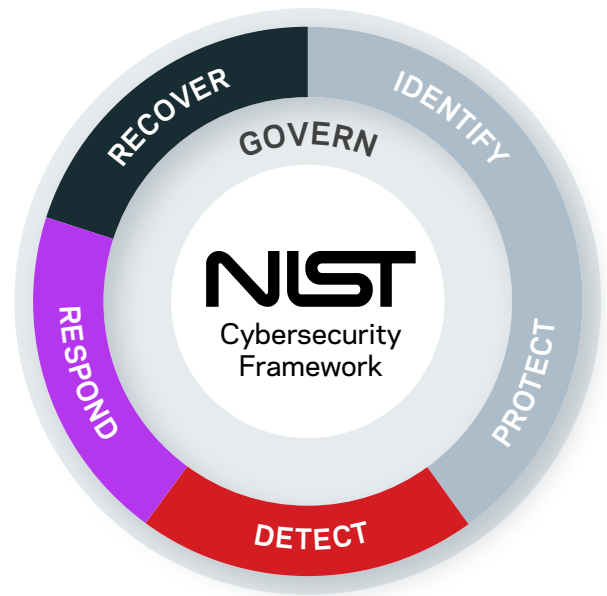 RECOVER
IDENTIFY
GOVERN
NIST
Cybersecurity
Framework
RESPOND
PROTECT
DETECT